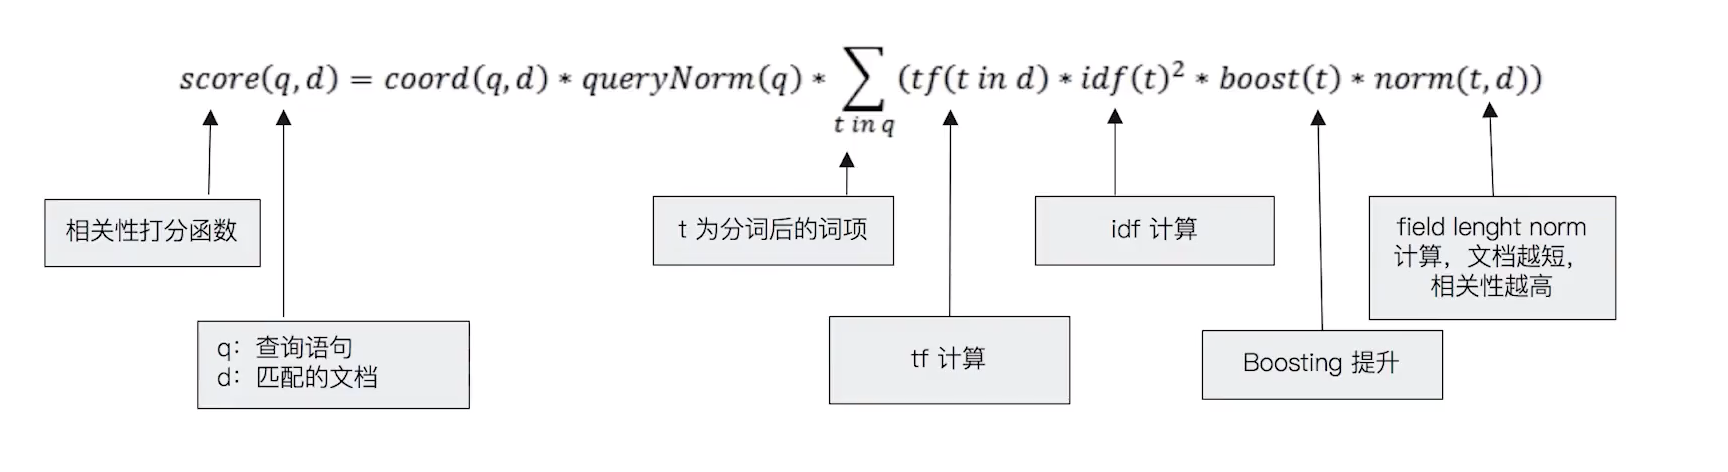 score(q,d) = coord(q,d) * queryNorm(q) * ∑ (tf(t in d) * idf(t)² * boost(t) * norm(t,d))
t in q
相关性打分函数
q：查询语句
d：匹配的文档
t 为分词后的词项
tf 计算
idf 计算
Boosting 提升
field lenght norm
计算，文档越短，
相关性越高